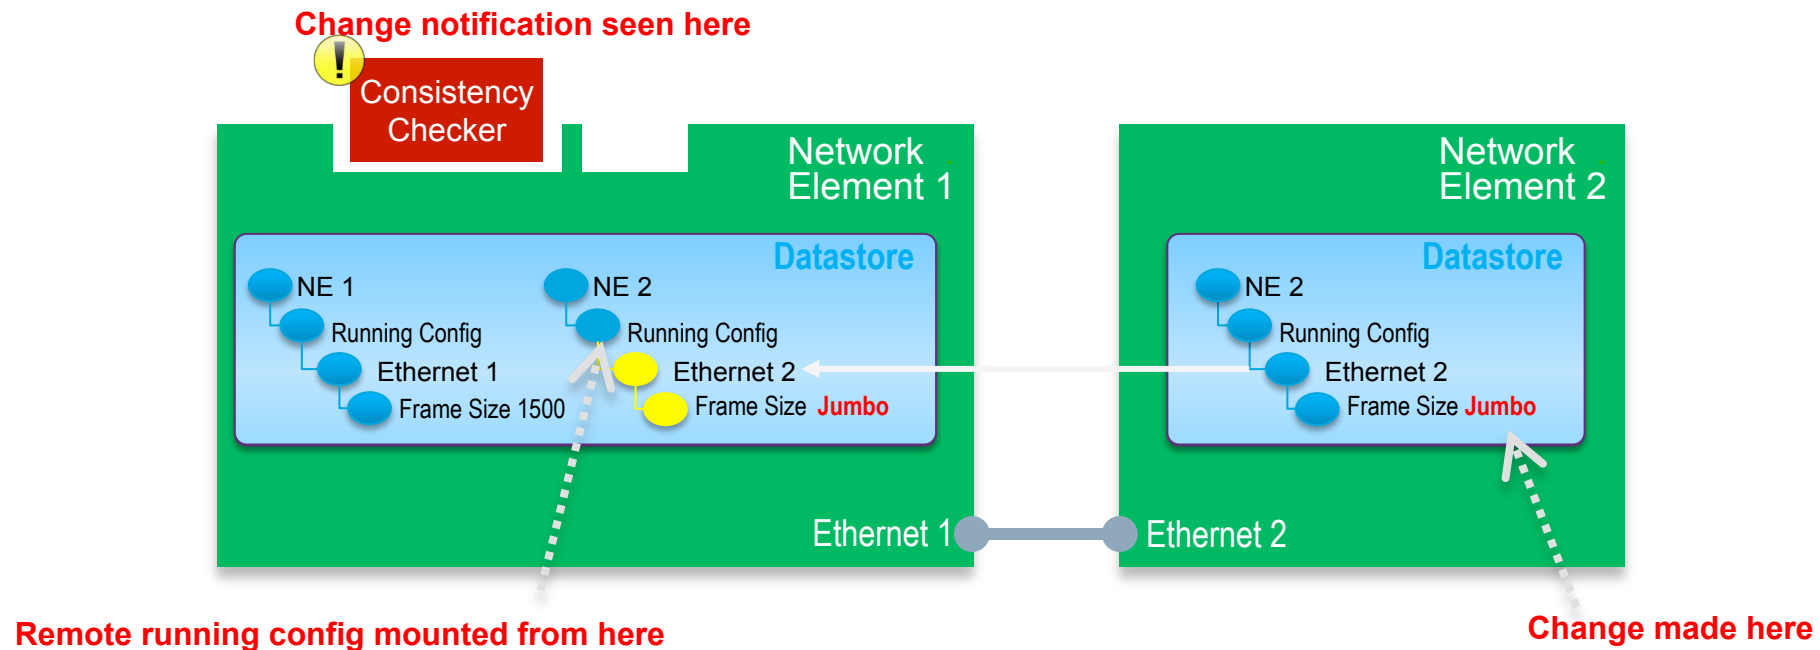 Change notification seen here
!
Consistency
Checker
Network
Element 1
Network
Element 2
Datastore
NE 1
Running Config
Ethernet 1
Frame Size 1500
NE 2
Running Config
Ethernet 2
Frame Size Jumbo
Datastore
NE 2
Running Config
Ethernet 2
Frame Size Jumbo
Ethernet 1
Ethernet 2
Remote running config mounted from here
Change made here